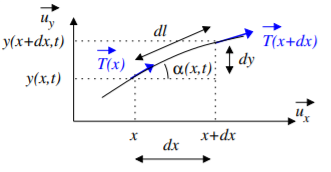 u_y
dl
y(x+dx,t)
T(x)
T(x+dx)
dy
y(x,t)
α(x,t)
u_x
x
x+dx
dx